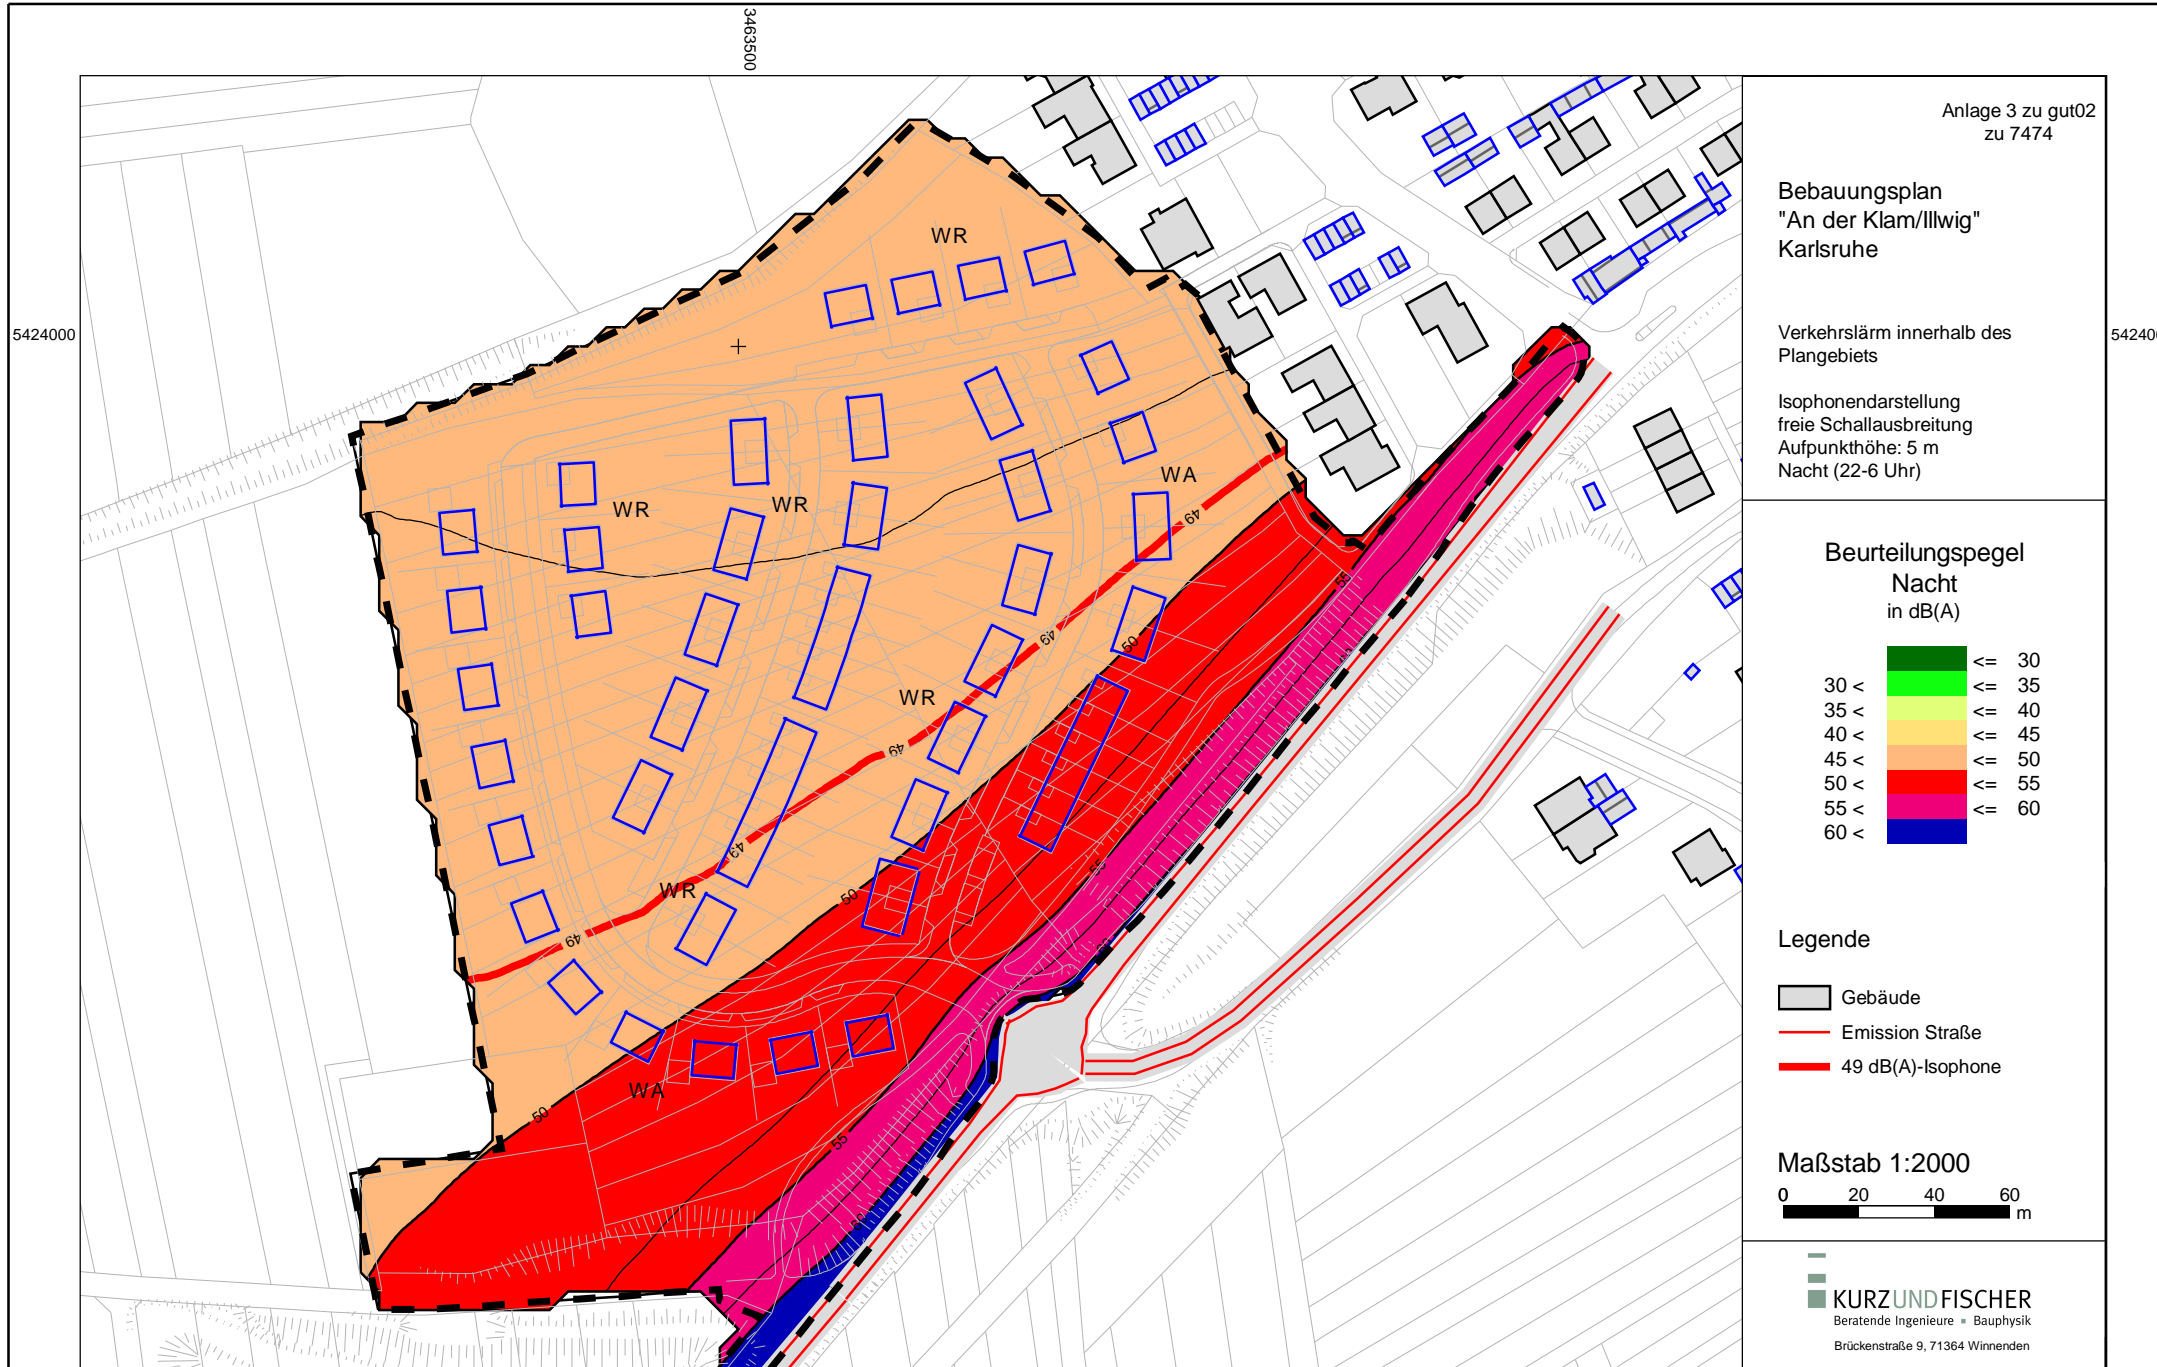 3463500
5424000
54240
Anlage 3 zu gut02
zu 7474
Bebauungsplan
"An der Klam/Illwig"
Karlsruhe
Verkehrslärm innerhalb des
Plangebiets
Isophonendarstellung
freie Schallausbreitung
Aufpunkthöhe: 5 m
Nacht (22-6 Uhr)
Beurteilungspegel
Nacht
in dB(A)
<= 30
30 < <= 35
35 < <= 40
40 < <= 45
45 < <= 50
50 < <= 55
55 < <= 60
60 <
Legende
Gebäude
Emission Straße
49 dB(A)-Isophone
Maßstab 1:2000
0 20 40 60
m
KURZUNDFISCHER
Beratende Ingenieure ▪ Bauphysik
Brückenstraße 9, 71364 Winnenden
WR
WA
WR
WR
49
55
49
50
WR
49
49
55
WR
50
49
WA
50
55